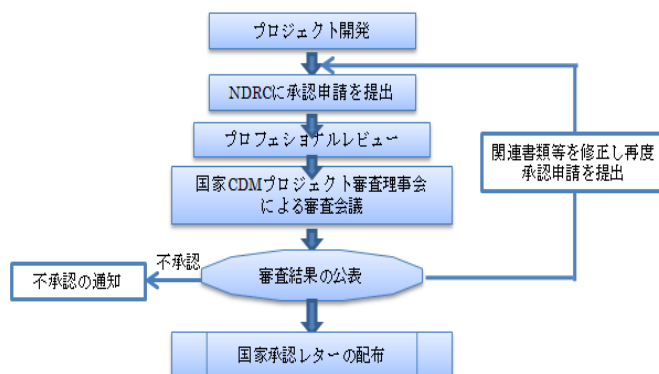 プロジェクト開発
NDRCに承認申請を提出
プロフェショナルレビュー
関連書類等を修正し再度
承認申請を提出
国家CDMプロジェクト審査理事会
による審査会議
不承認
審査結果の公表
不承認の通知
国家承認レターの配布